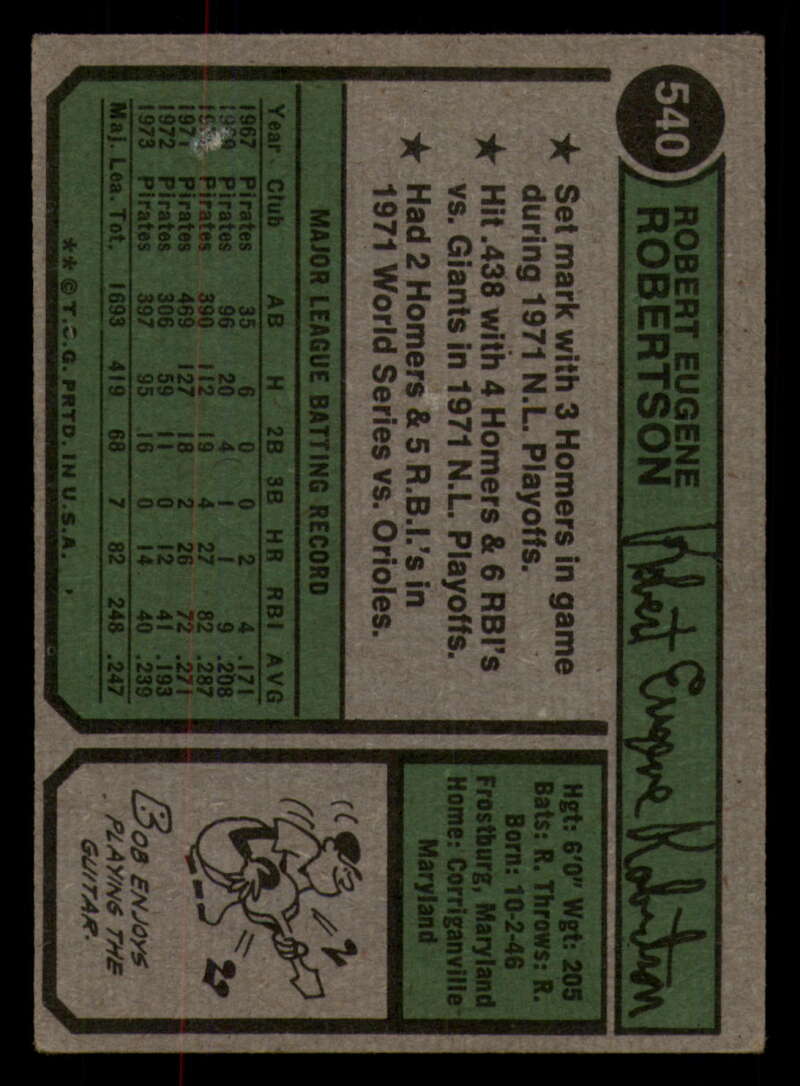 540
ROBERT EUGENE
ROBERTSON
Robert Eugene Robertson
★ Set mark with 3 Homers in game
during 1971 N.L. Playoffs.
★ Hit .438 with 4 Homers & 6 RBI's
vs. Giants in 1971 N.L. Playoffs.
★ Had 2 Homers & 5 R.B.I.'s in
1971 World Series vs. Orioles.
Hgt: 6'0" Wgt: 205
Bats: R. Throws: R.
Born: 10-2-46
Frostburg, Maryland
Home: Corriganville
Maryland
MAJOR LEAGUE BATTING RECORD
Year Club AB H 2B 3B HR RBI AVG
1967 Pirates 35 6 0 0 2 4 .171
1969 Pirates 96 20 4 1 1 9 .208
Pirates 390 112 19 4 27 82 .287
1971 Pirates 469 127 18 2 26 72 .271
1972 Pirates 306 59 11 0 12 41 .193
1973 Pirates 397 95 16 0 14 40 .239
Maj. Lea. Tot. 1693 419 68 7 82 248 .247
** © T.C.G. PRTD. IN U.S.A.
BOB ENJOYS
PLAYING THE
GUITAR.